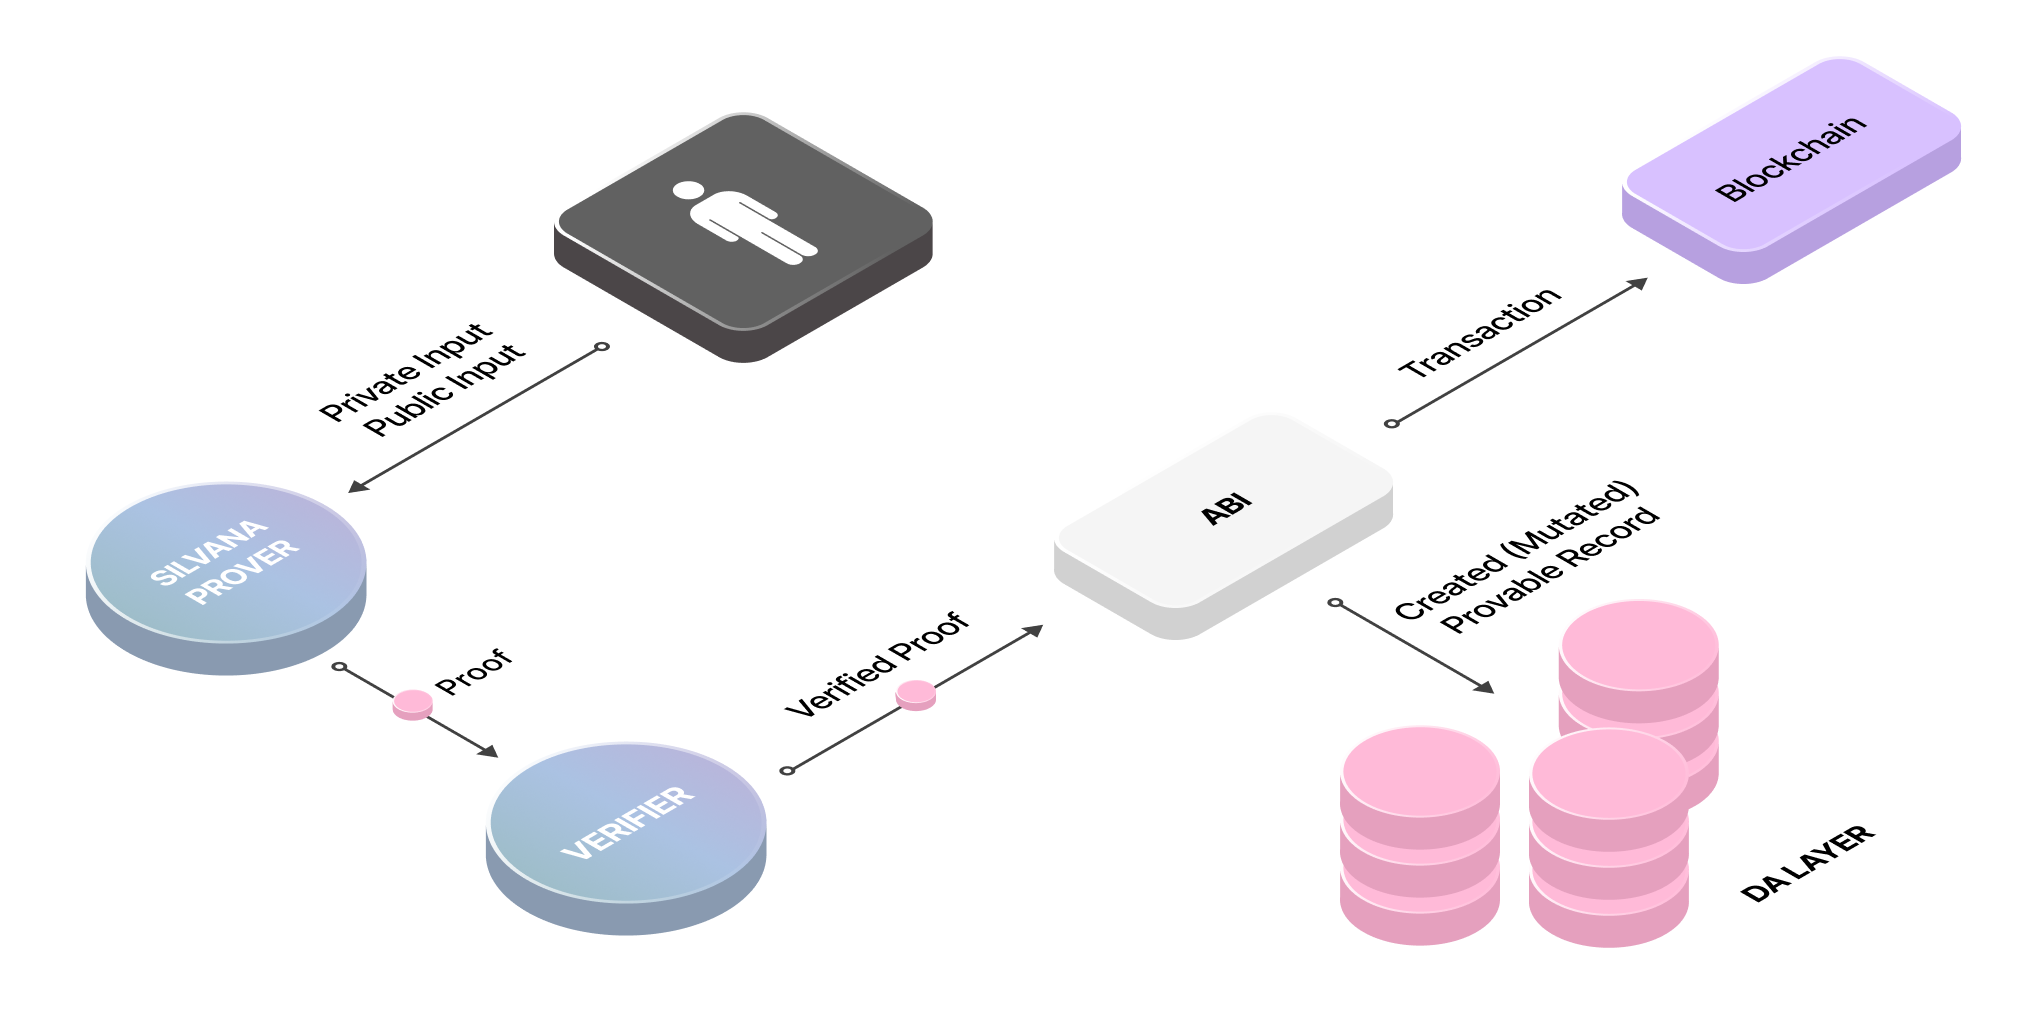 Private Input
Public Input
SILVANA
PROVER
Proof
VERIFIER
Verified Proof
ABI
Transaction
Blockchain
Created (Mutated)
Provable Record
DA LAYER